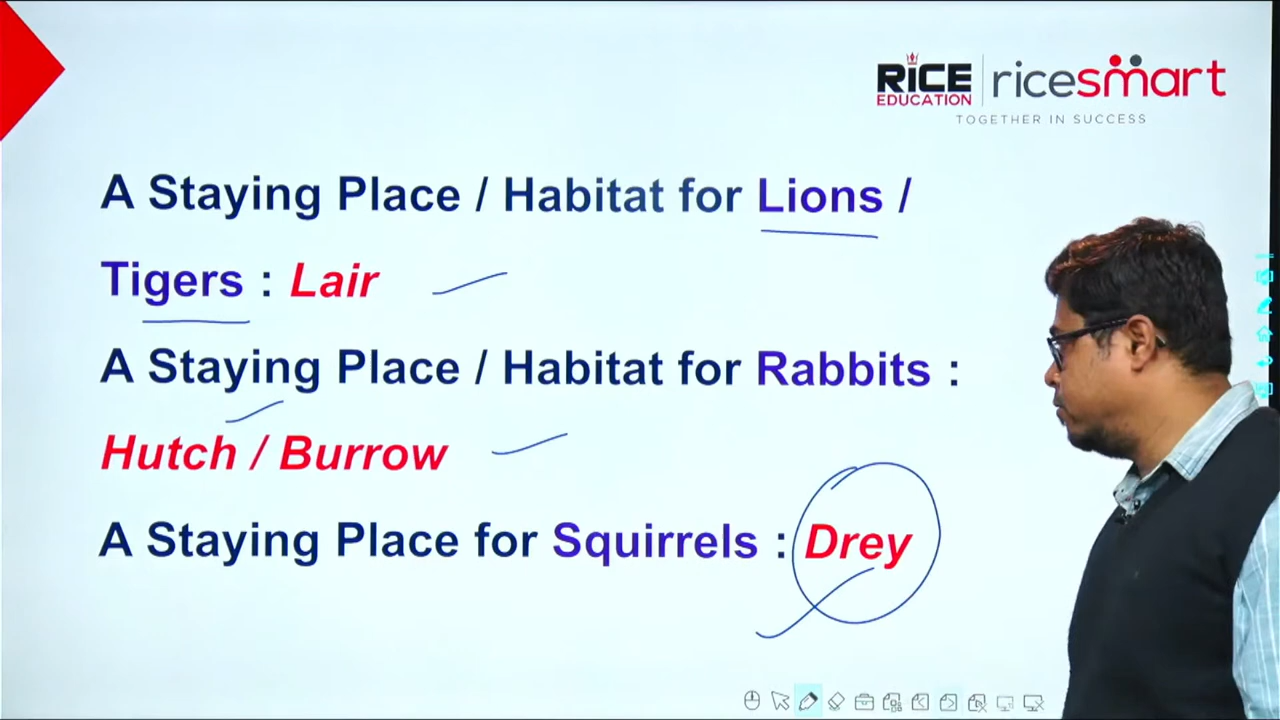 RICE
EDUCATION
ricesmart
TOGETHER IN SUCCESS
A Staying Place / Habitat for Lions /
Tigers : Lair
A Staying Place / Habitat for Rabbits :
Hutch / Burrow
A Staying Place for Squirrels : Drey